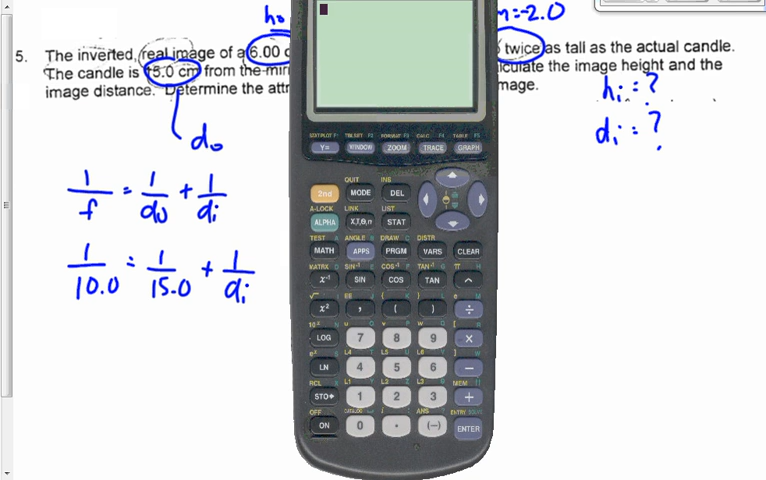 ho
m=-2.0
5. The inverted, real image of a 6.00 c twice as tall as the actual candle.
The candle is 15.0 cm from the mir lculate the image height and the
image distance. Determine the attr mage.
hi = ?
di = ?
do
1/f = 1/do + 1/di
1/10.0 = 1/15.0 + 1/di
STAT PLOT F1 TBLSET F2 FORMAT F3 CALC F4 TABLE F5
Y= WINDOW ZOOM TRACE GRAPH
QUIT INS
2nd MODE DEL
A-LOCK LINK LIST
ALPHA X,T,θ,n STAT
TEST A ANGLE B DRAW C DISTR
MATH APPS PRGM VARS CLEAR
MATRX D SIN⁻¹ E COS⁻¹ F TAN⁻¹ G π H
x⁻¹ SIN COS TAN ^
√ I EE J { K } L e M
x² , ( ) ÷
10ˣ N u O v P w Q [ R
LOG 7 8 9 X
eˣ S L4 T L5 U L6 V ] W
LN 4 5 6 −
RCL X L1 Y L2 Z L3 θ MEM "
STO▸ 1 2 3 +
OFF CATALOG i : ANS ? ENTRY SOLVE
ON 0 . (−) ENTER